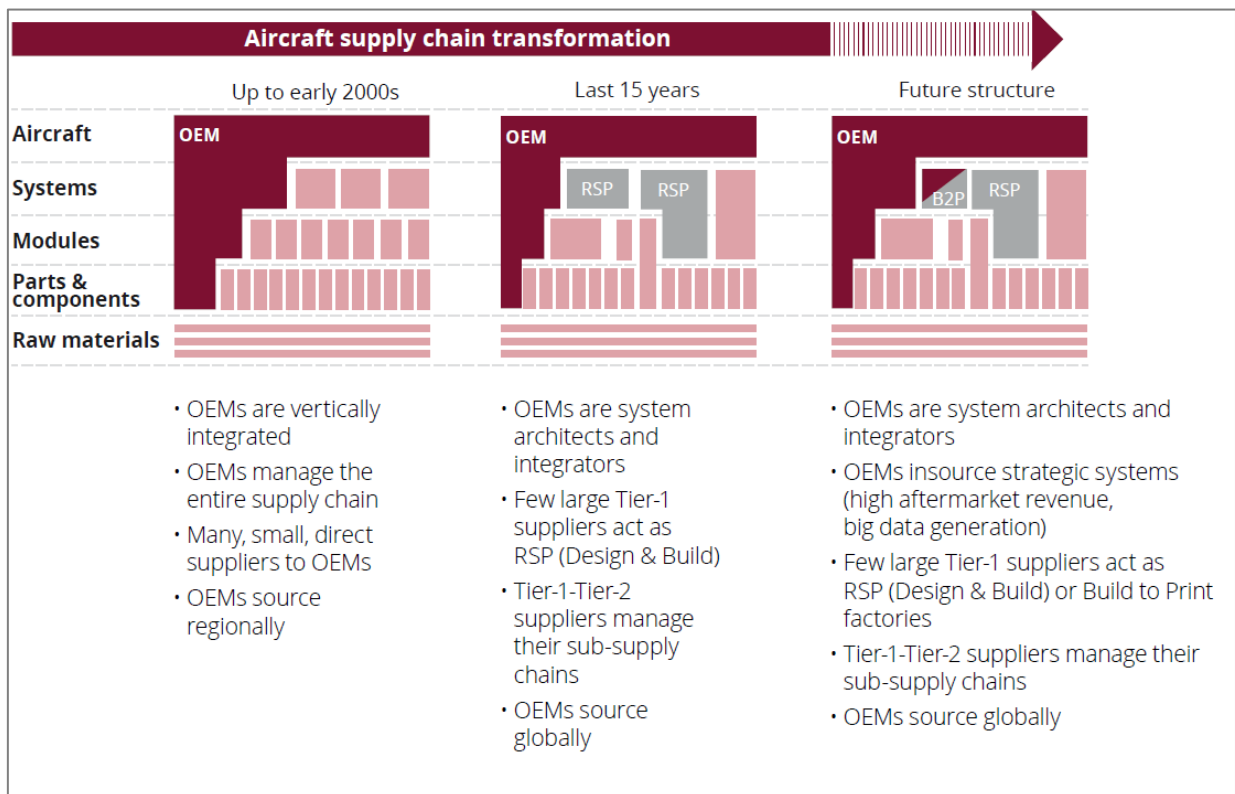 Aircraft supply chain transformation
Up to early 2000s
Last 15 years
Future structure
Aircraft
Systems
Modules
Parts &
components
Raw materials
OEM
OEM
RSP
RSP
OEM
B2P
RSP
• OEMs are vertically
integrated
• OEMs manage the
entire supply chain
• Many, small, direct
suppliers to OEMs
• OEMs source
regionally
• OEMs are system
architects and
integrators
• Few large Tier-1
suppliers act as
RSP (Design & Build)
• Tier-1-Tier-2
suppliers manage
their sub-supply
chains
• OEMs source
globally
• OEMs are system architects and
integrators
• OEMs insource strategic systems
(high aftermarket revenue,
big data generation)
• Few large Tier-1 suppliers act as
RSP (Design & Build) or Build to Print
factories
• Tier-1-Tier-2 suppliers manage their
sub-supply chains
• OEMs source globally